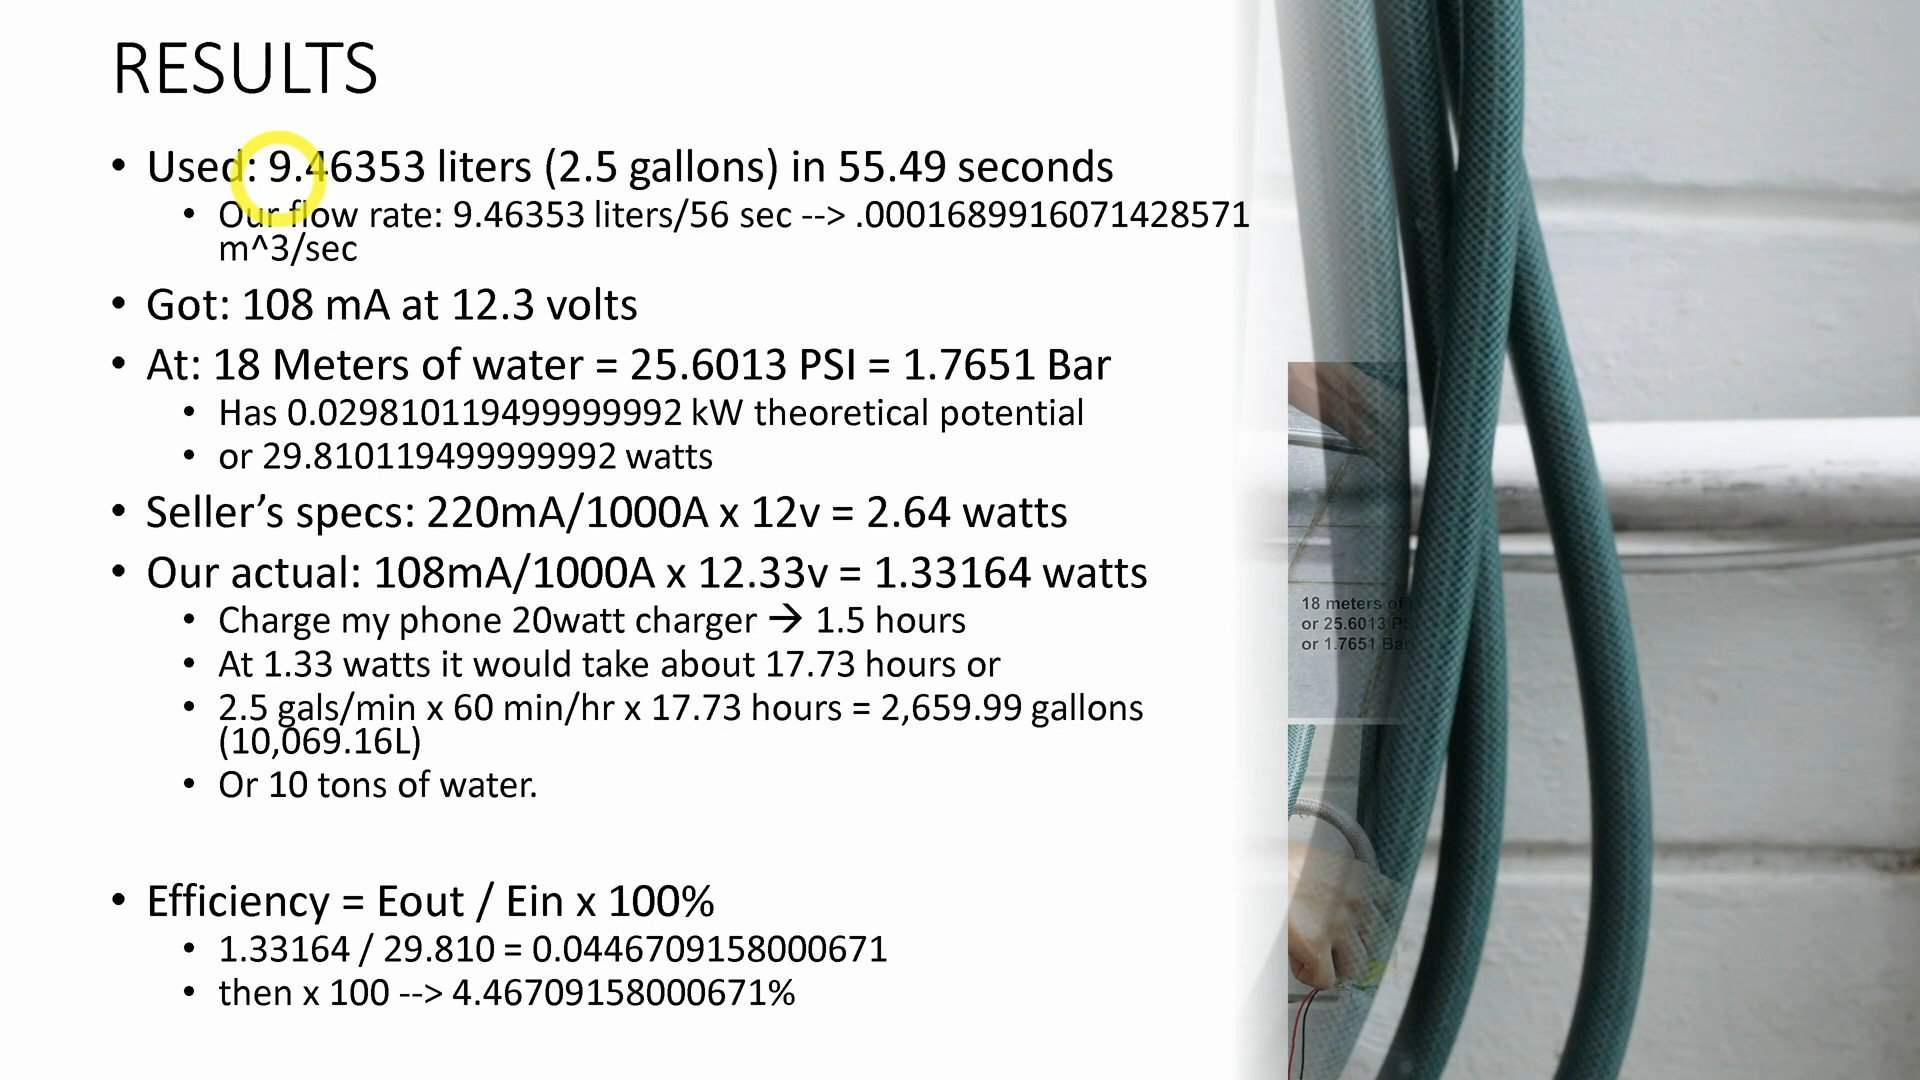 RESULTS
• Used: 9.46353 liters (2.5 gallons) in 55.49 seconds
• Our flow rate: 9.46353 liters/56 sec --> .0001689916071428571
m^3/sec
• Got: 108 mA at 12.3 volts
• At: 18 Meters of water = 25.6013 PSI = 1.7651 Bar
• Has 0.029810119499999992 kW theoretical potential
• or 29.810119499999992 watts
• Seller’s specs: 220mA/1000A x 12v = 2.64 watts
• Our actual: 108mA/1000A x 12.33v = 1.33164 watts
• Charge my phone 20watt charger → 1.5 hours
• At 1.33 watts it would take about 17.73 hours or
• 2.5 gals/min x 60 min/hr x 17.73 hours = 2,659.99 gallons
(10,069.16L)
• Or 10 tons of water.
• Efficiency = Eout / Ein x 100%
• 1.33164 / 29.810 = 0.0446709158000671
• then x 100 --> 4.46709158000671%
18 meters of
or 25.6013 PS
or 1.7651 Bar